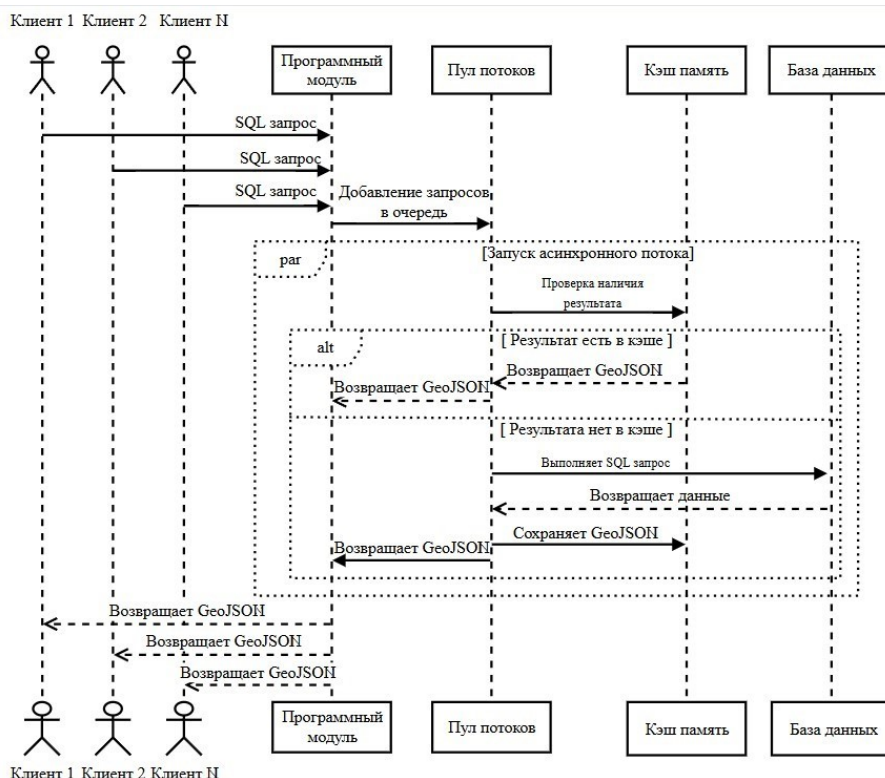 Клиент 1 Клиент 2 Клиент N
Программный
модуль
Пул потоков
Кэш память
База данных
SQL запрос
SQL запрос
SQL запрос
Добавление запросов
в очередь
par
[Запуск асинхронного потока]
Проверка наличия
результата
alt
[ Результат есть в кэше ]
Возвращает GeoJSON
Возвращает GeoJSON
[ Результата нет в кэше ]
Выполняет SQL запрос
Возвращает данные
Сохраняет GeoJSON
Возвращает GeoJSON
Возвращает GeoJSON
Возвращает GeoJSON
Возвращает GeoJSON
Программный
модуль
Пул потоков
Кэш память
База данных
Клиент 1 Клиент 2 Клиент N